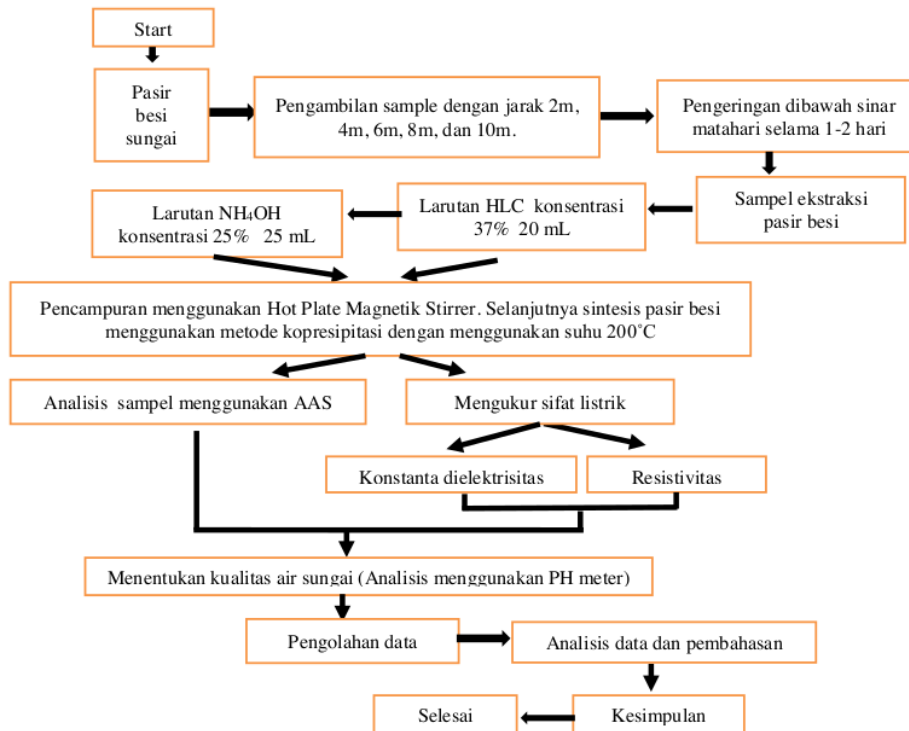 Start
Pasir
besi
sungai
Pengambilan sample dengan jarak 2m,
4m, 6m, 8m, dan 10m.
Pengeringan dibawah sinar
matahari selama 1-2 hari
Sampel ekstraksi
pasir besi
Larutan HLC konsentrasi
37% 20 mL
Larutan NH₄OH
konsentrasi 25% 25 mL
Pencampuran menggunakan Hot Plate Magnetik Stirrer. Selanjutnya sintesis pasir besi
menggunakan metode kopresipitasi dengan menggunakan suhu 200˚C
Analisis sampel menggunakan AAS
Mengukur sifat listrik
Konstanta dielektrisitas
Resistivitas
Menentukan kualitas air sungai (Analisis menggunakan PH meter)
Pengolahan data
Analisis data dan pembahasan
Kesimpulan
Selesai